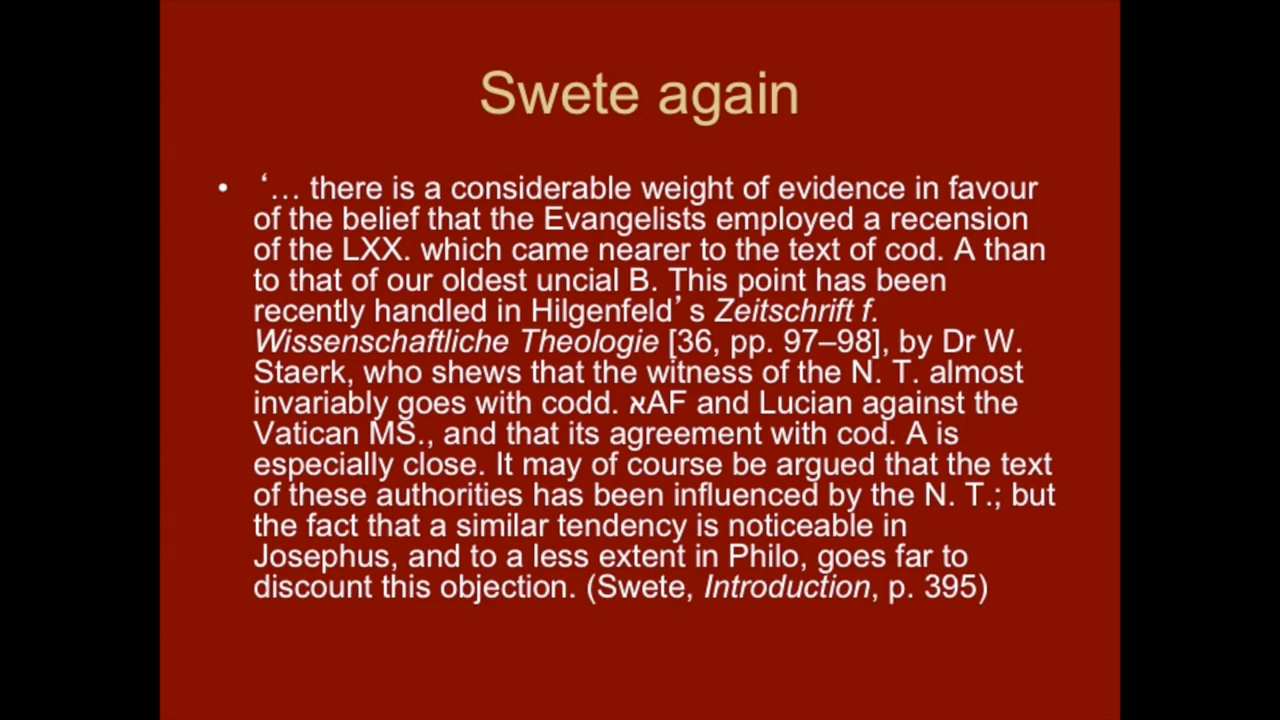 Swete again
• ‘… there is a considerable weight of evidence in favour
of the belief that the Evangelists employed a recension
of the LXX. which came nearer to the text of cod. A than
to that of our oldest uncial B. This point has been
recently handled in Hilgenfeld’s Zeitschrift f.
Wissenschaftliche Theologie [36, pp. 97–98], by Dr W.
Staerk, who shews that the witness of the N. T. almost
invariably goes with codd. אAF and Lucian against the
Vatican MS., and that its agreement with cod. A is
especially close. It may of course be argued that the text
of these authorities has been influenced by the N. T.; but
the fact that a similar tendency is noticeable in
Josephus, and to a less extent in Philo, goes far to
discount this objection. (Swete, Introduction, p. 395)